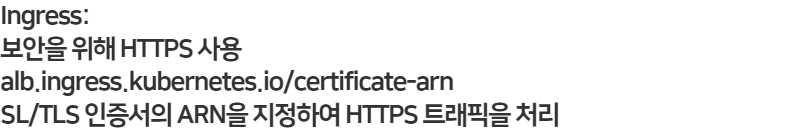 Ingress:
보안을 위해 HTTPS 사용
alb.ingress.kubernetes.io/certificate-arn
SL/TLS 인증서의 ARN을 지정하여 HTTPS 트래픽을 처리